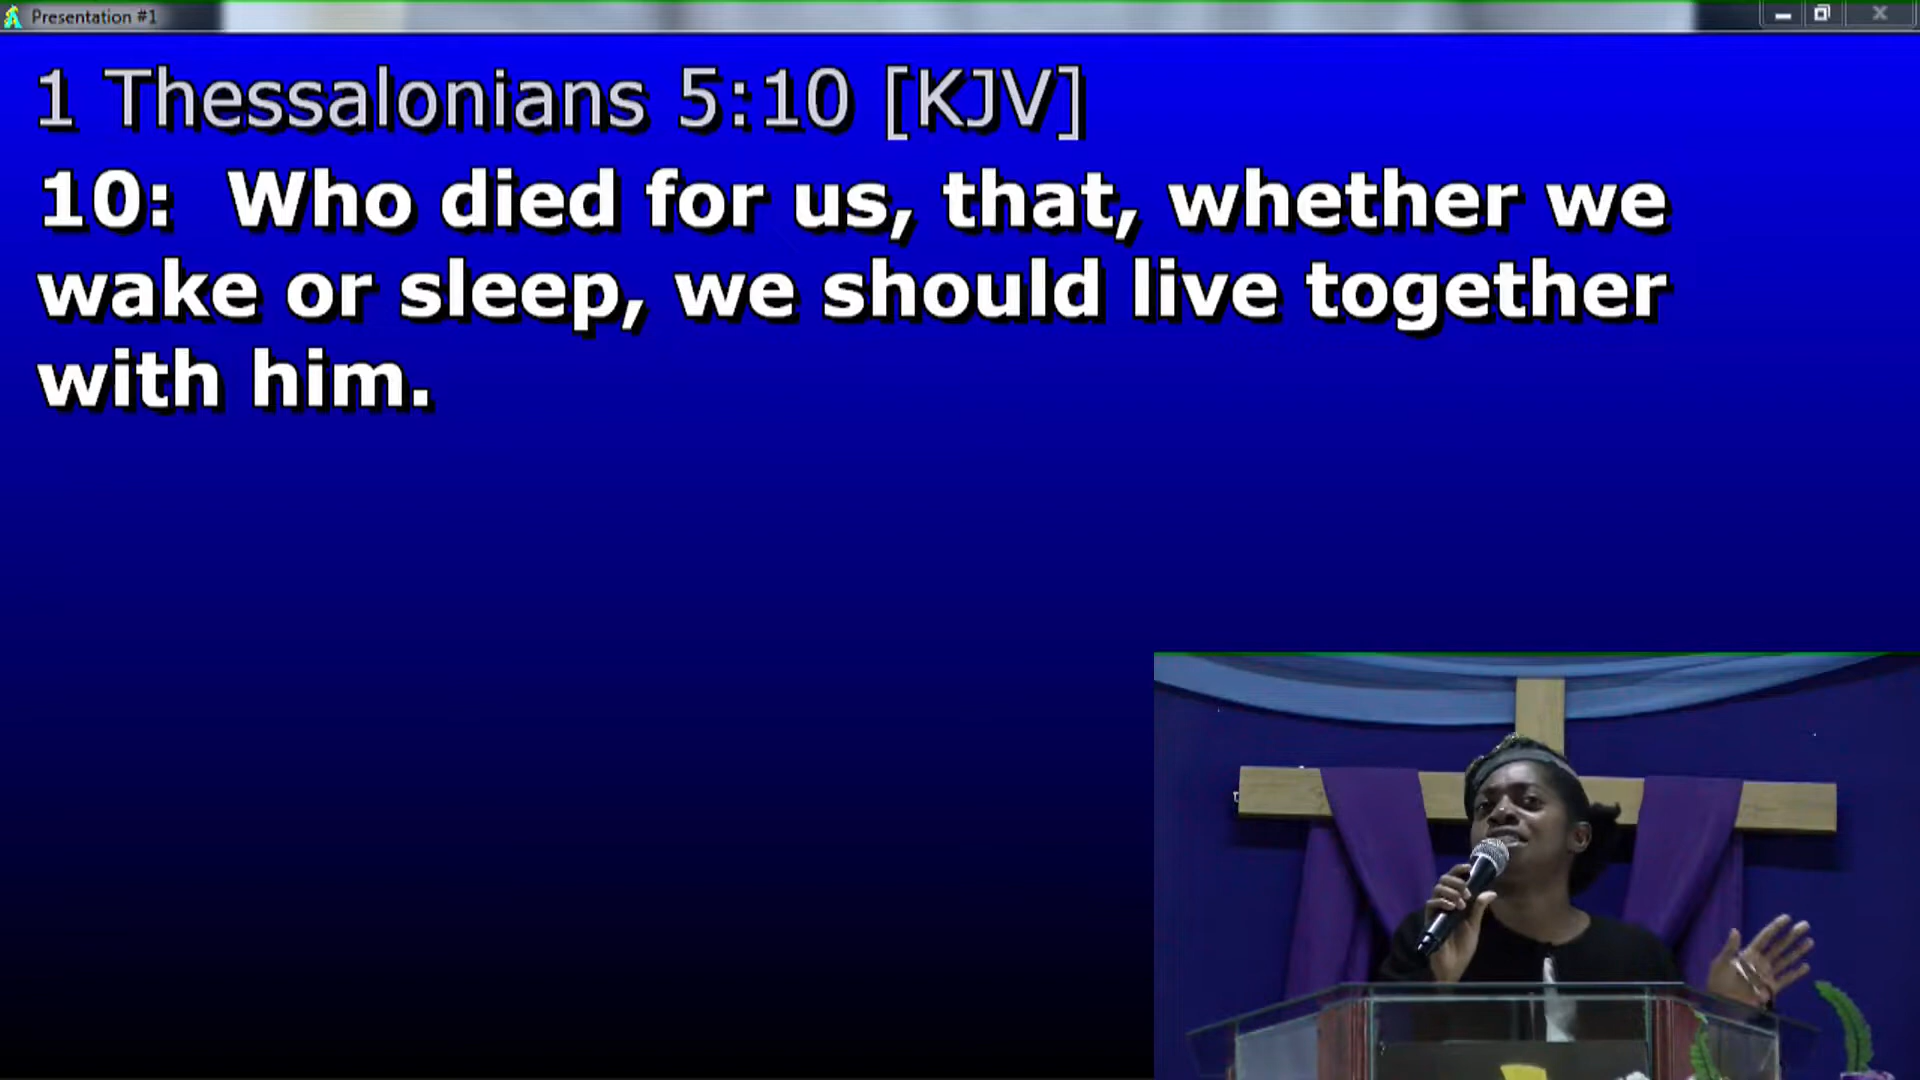 Presentation #1
1 Thessalonians 5:10 [KJV]
10: Who died for us, that, whether we
wake or sleep, we should live together
with him.